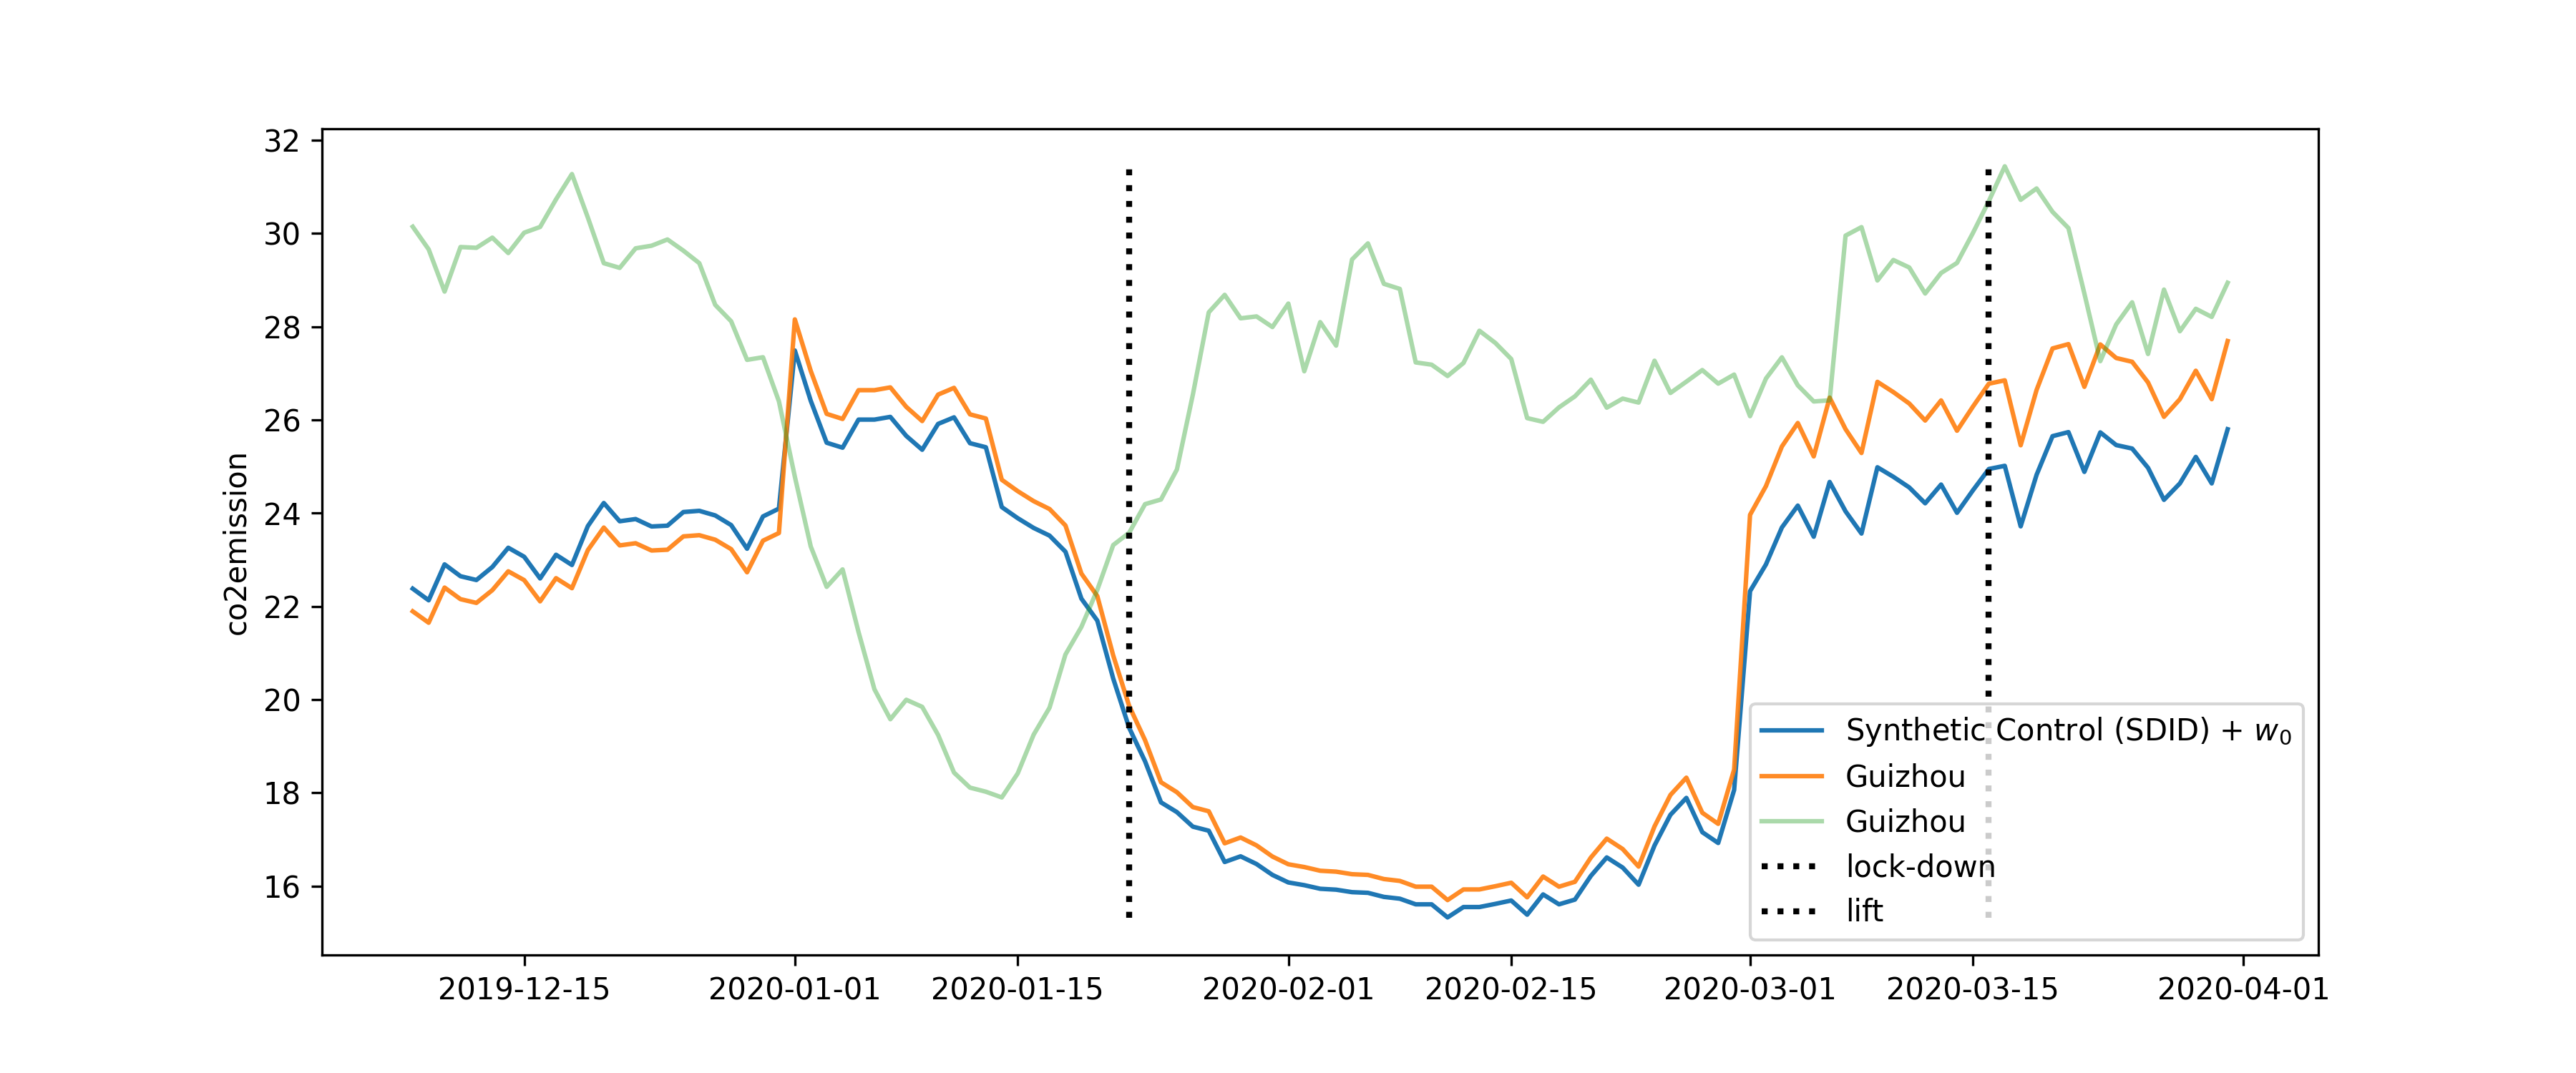 32
30
28
26
24
22
20
18
16
co2emission
2019-12-15 2020-01-01 2020-01-15 2020-02-01 2020-02-15 2020-03-01 2020-03-15 2020-04-01
Synthetic Control (SDID) + w₀
Guizhou
Guizhou
lock-down
lift